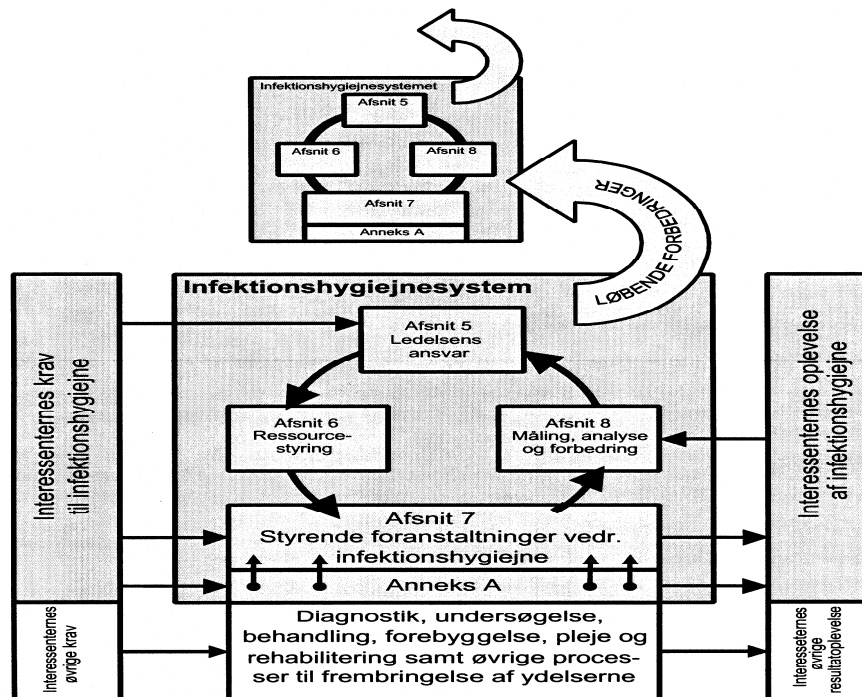 Infektionshygiejnesystemet
Afsnit 5
Afsnit 6
Afsnit 8
Afsnit 7
Anneks A
LØBENDE FORBEDRINGER
Interessenternes krav
til infektionshygiejne
Infektionshygiejnesystem
Afsnit 5
Ledelsens
ansvar
Afsnit 6
Ressource-
styring
Afsnit 8
Måling, analyse
og forbedring
Afsnit 7
Styrende foranstaltninger vedr.
infektionshygiejne
Anneks A
Interessenternes oplevelse
af infektionshygiejne
Interessenternes
øvrige krav
Diagnostik, undersøgelse,
behandling, forebyggelse, pleje og
rehabilitering samt øvrige proces-
ser til frembringelse af ydelserne
Interesseternes
øvrige
resultatoplevelse